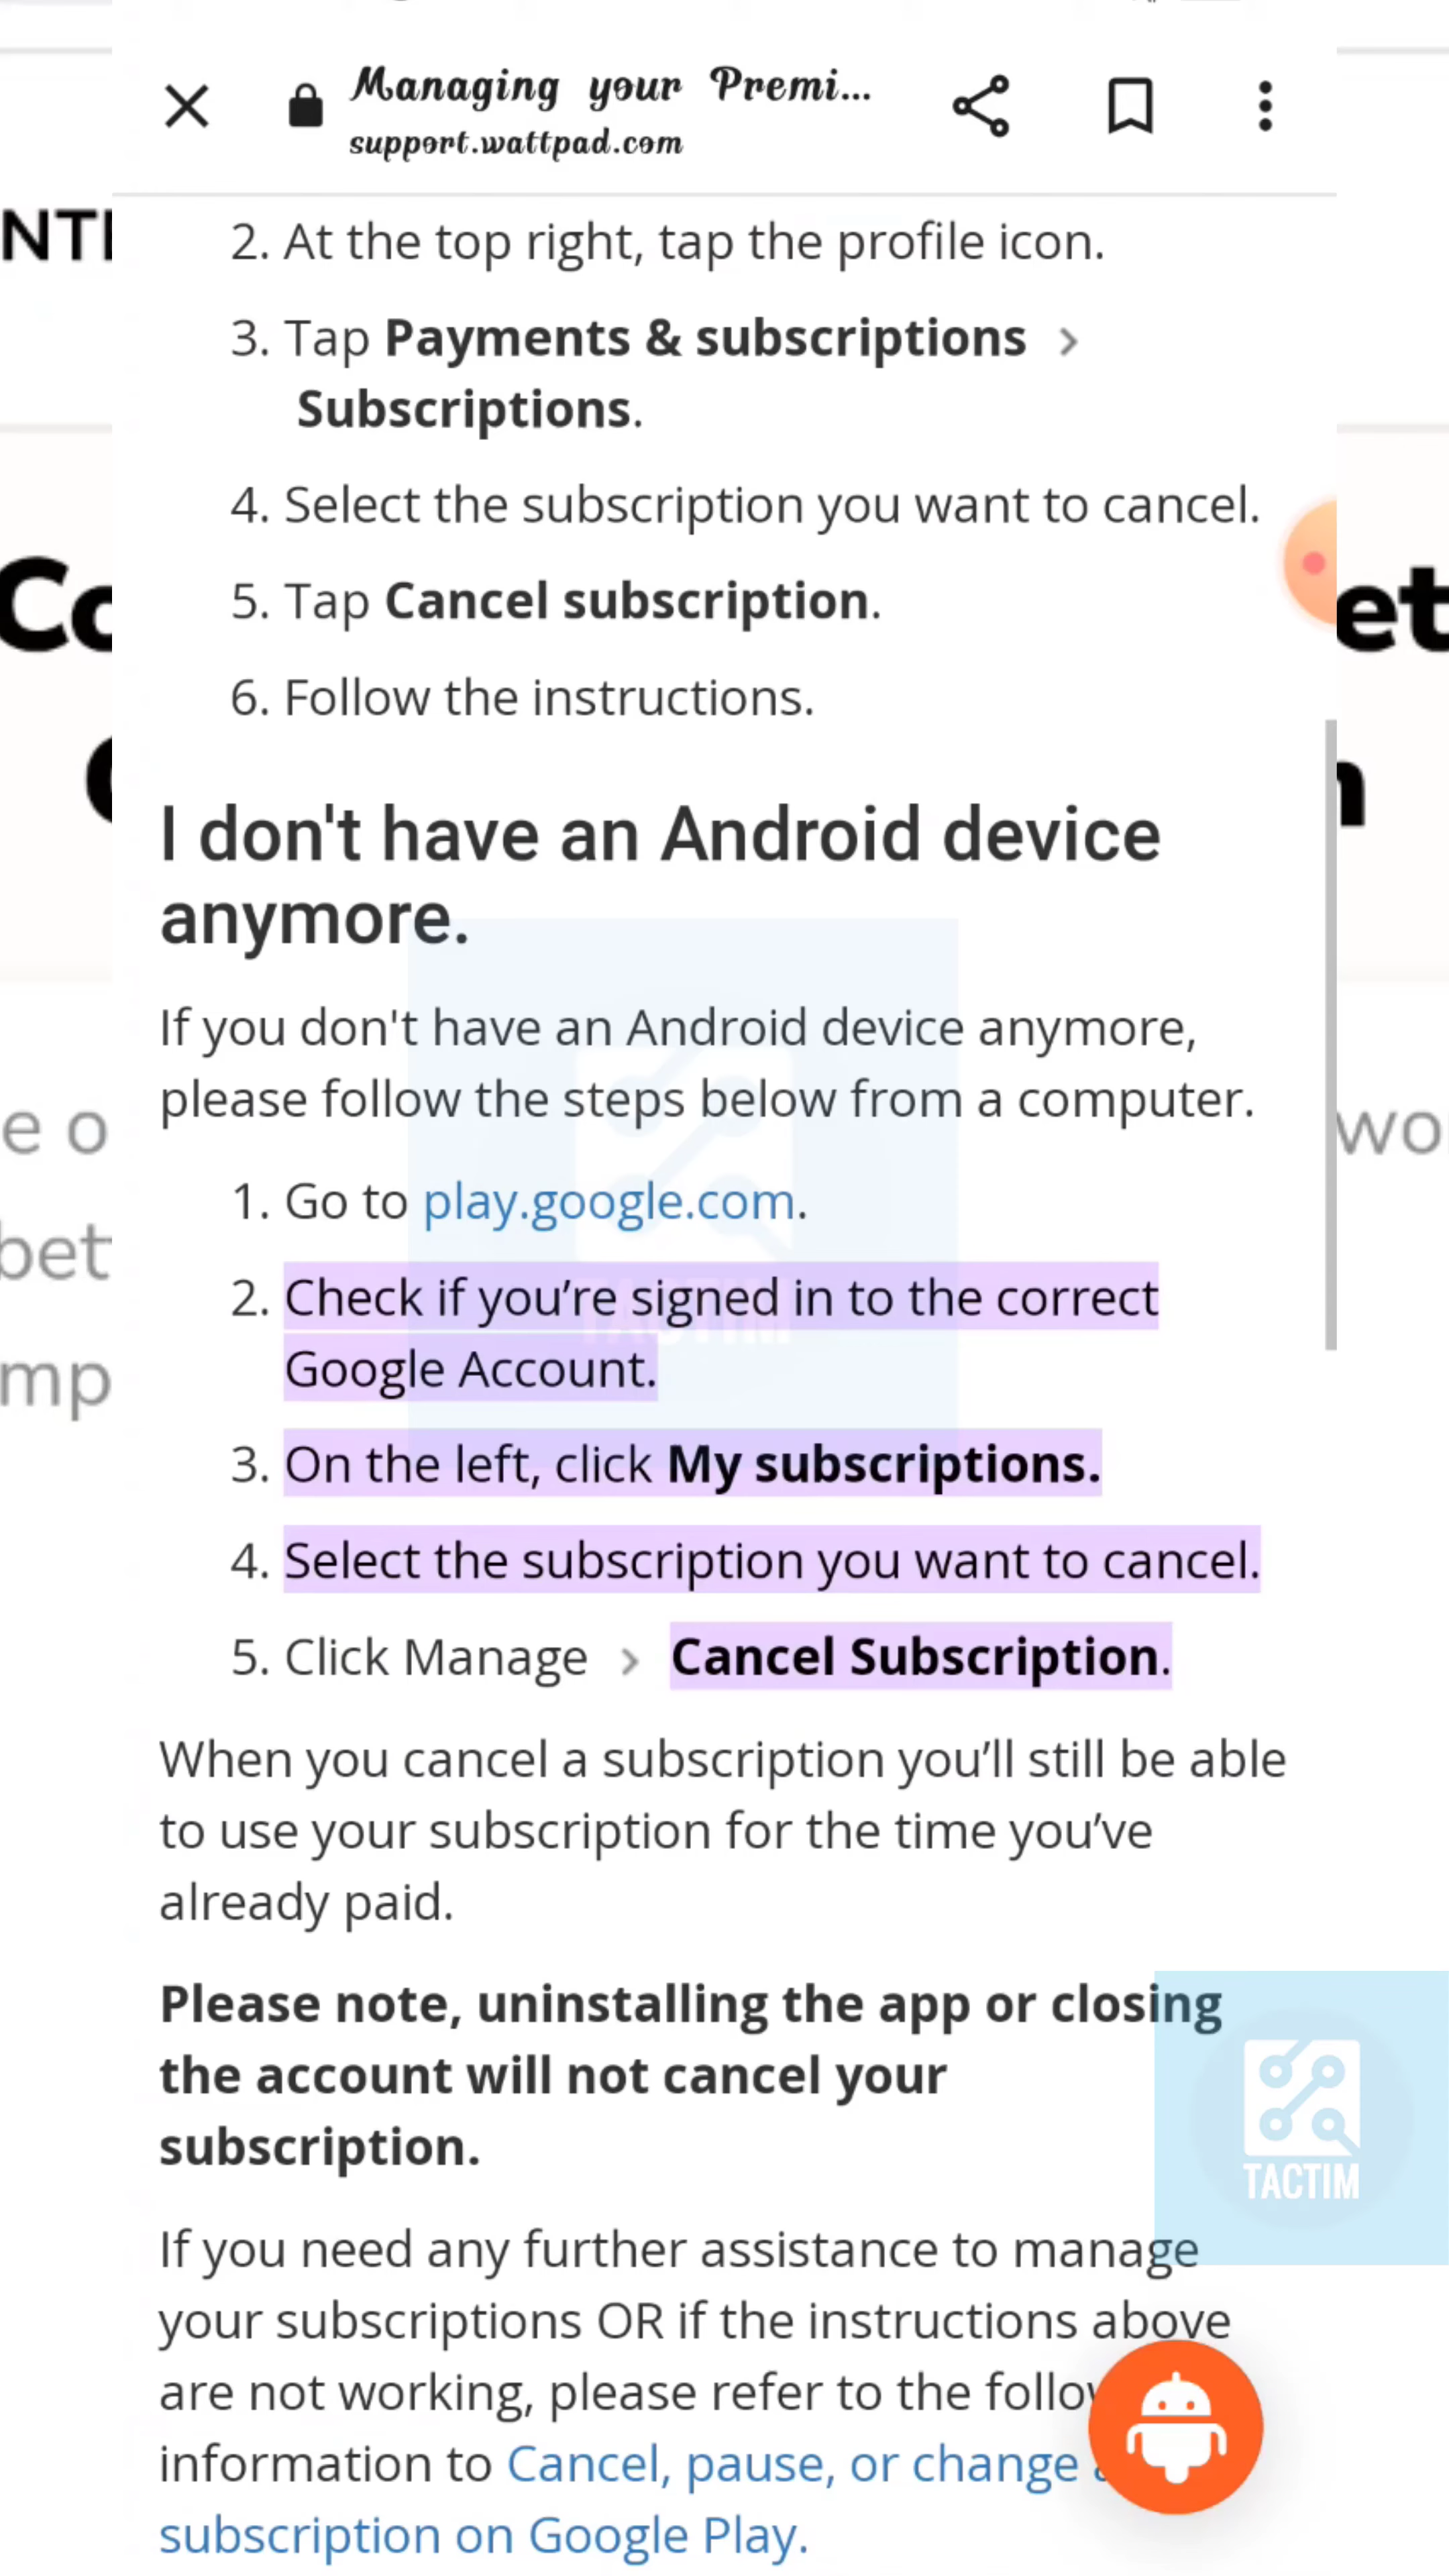 Managing your Premi...
support.wattpad.com
2. At the top right, tap the profile icon.
3. Tap Payments & subscriptions >
Subscriptions.
4. Select the subscription you want to cancel.
5. Tap Cancel subscription.
6. Follow the instructions.
I don't have an Android device
anymore.
If you don't have an Android device anymore,
please follow the steps below from a computer.
1. Go to play.google.com.
2. Check if you’re signed in to the correct
Google Account.
3. On the left, click My subscriptions.
4. Select the subscription you want to cancel.
5. Click Manage > Cancel Subscription.
When you cancel a subscription you’ll still be able
to use your subscription for the time you’ve
already paid.
Please note, uninstalling the app or closing
the account will not cancel your
subscription.
TACTIM
If you need any further assistance to manage
your subscriptions OR if the instructions above
are not working, please refer to the
information to Cancel, pause, or change
subscription on Google Play.